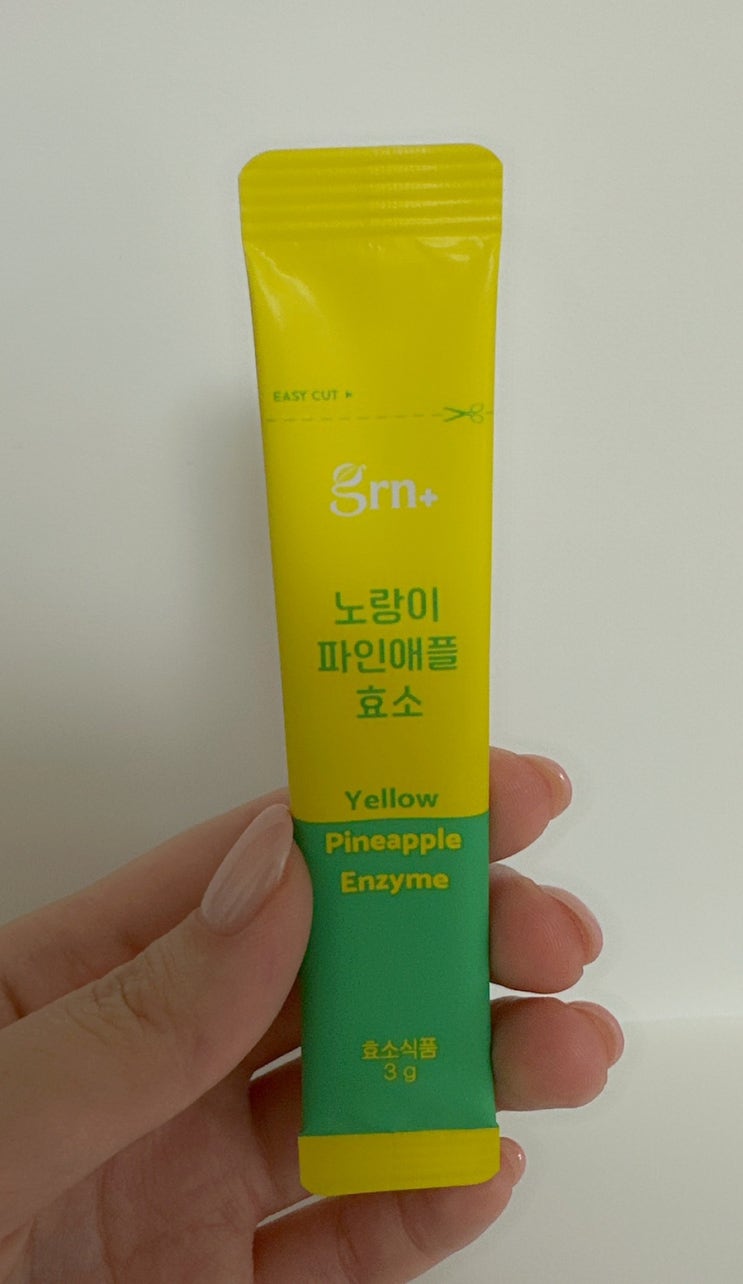 EASY CUT ▶
grn+
노랑이
파인애플
효소
Yellow
Pineapple
Enzyme
효소식품
3 g